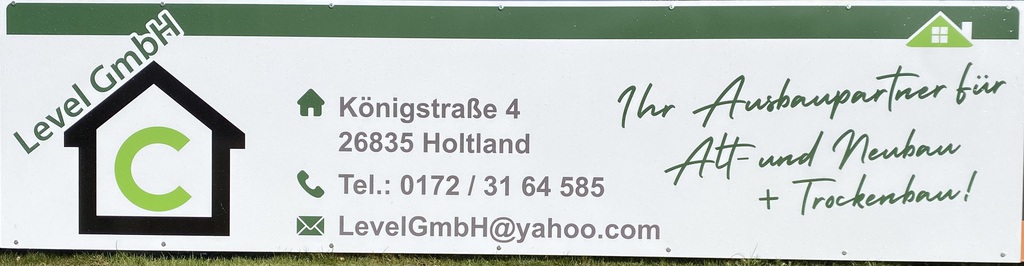 Level GmbH
C
Königstraße 4
26835 Holtland
Tel.: 0172 / 31 64 585
LevelGmbH@yahoo.com
Ihr Ausbaupartner für
Alt- und Neubau
+ Trockenbau!